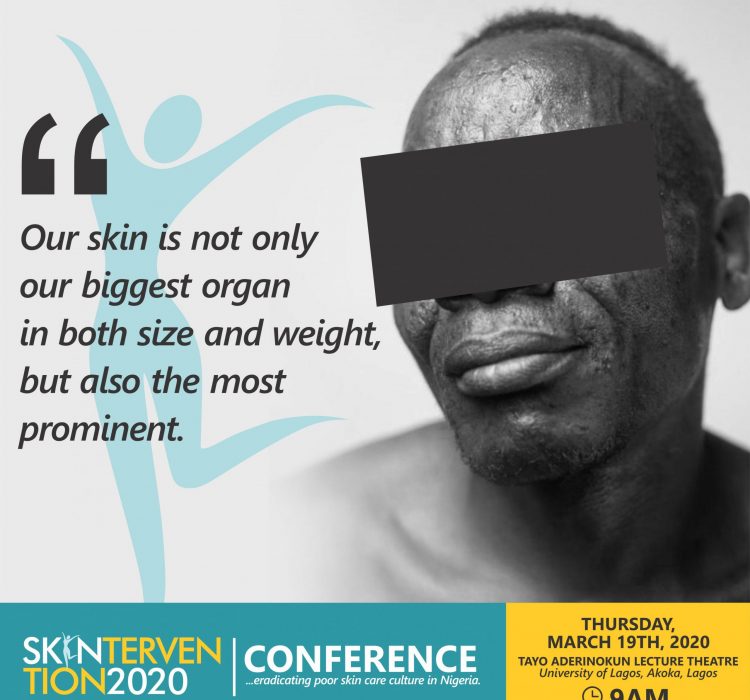 “
Our skin is not only
our biggest organ
in both size and weight,
but also the most
prominent.
SKINTERVEN
TION2020
CONFERENCE
...eradicating poor skin care culture in Nigeria.
THURSDAY,
MARCH 19TH, 2020
TAYO ADERINOKUN LECTURE THEATRE
University of Lagos, Akoka, Lagos
9AM